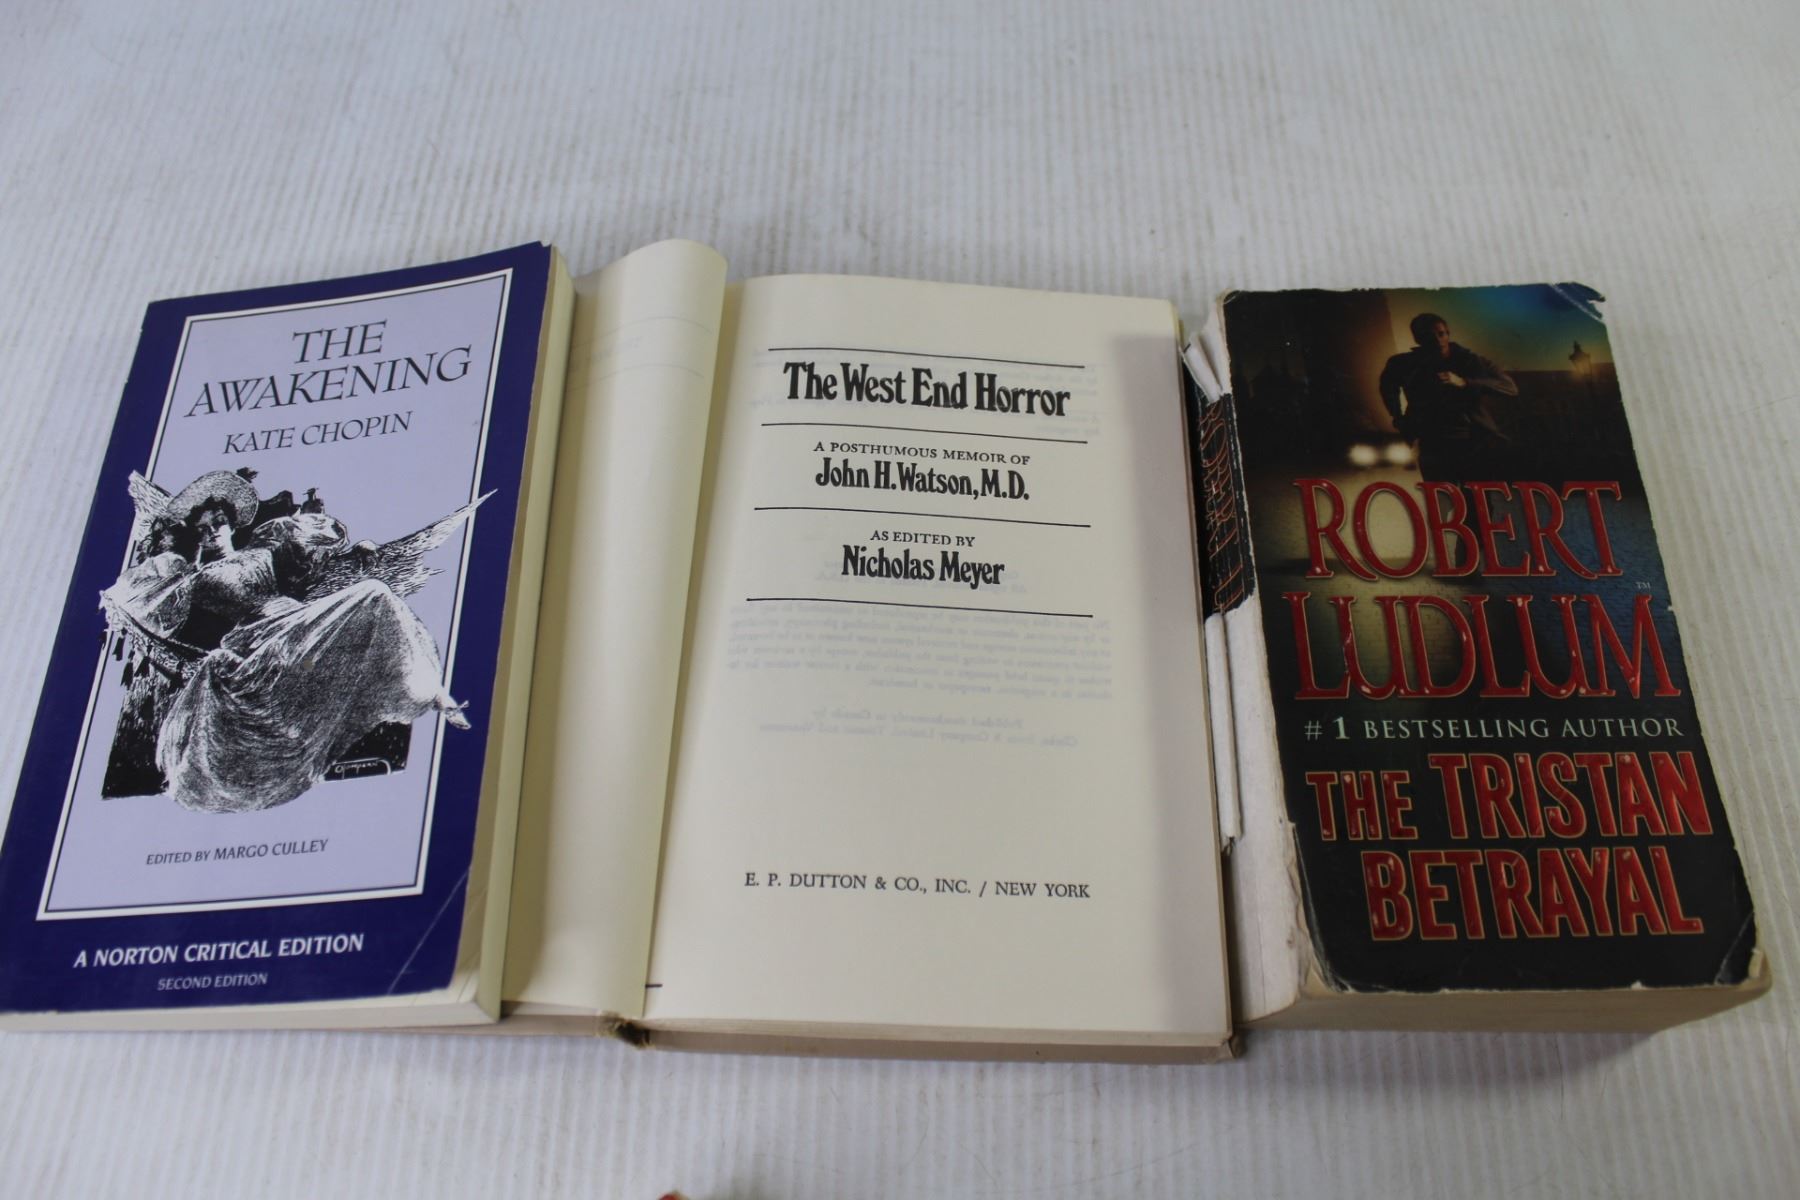 THE
AWAKENING
KATE CHOPIN
EDITED BY MARGO CULLEY
A NORTON CRITICAL EDITION
SECOND EDITION
The West End Horror
A POSTHUMOUS MEMOIR OF
John H. Watson, M.D.
AS EDITED BY
Nicholas Meyer
E. P. DUTTON & CO., INC. / NEW YORK
ROBERT
LUDLUM
™
#1 BESTSELLING AUTHOR
THE TRISTAN
BETRAYAL